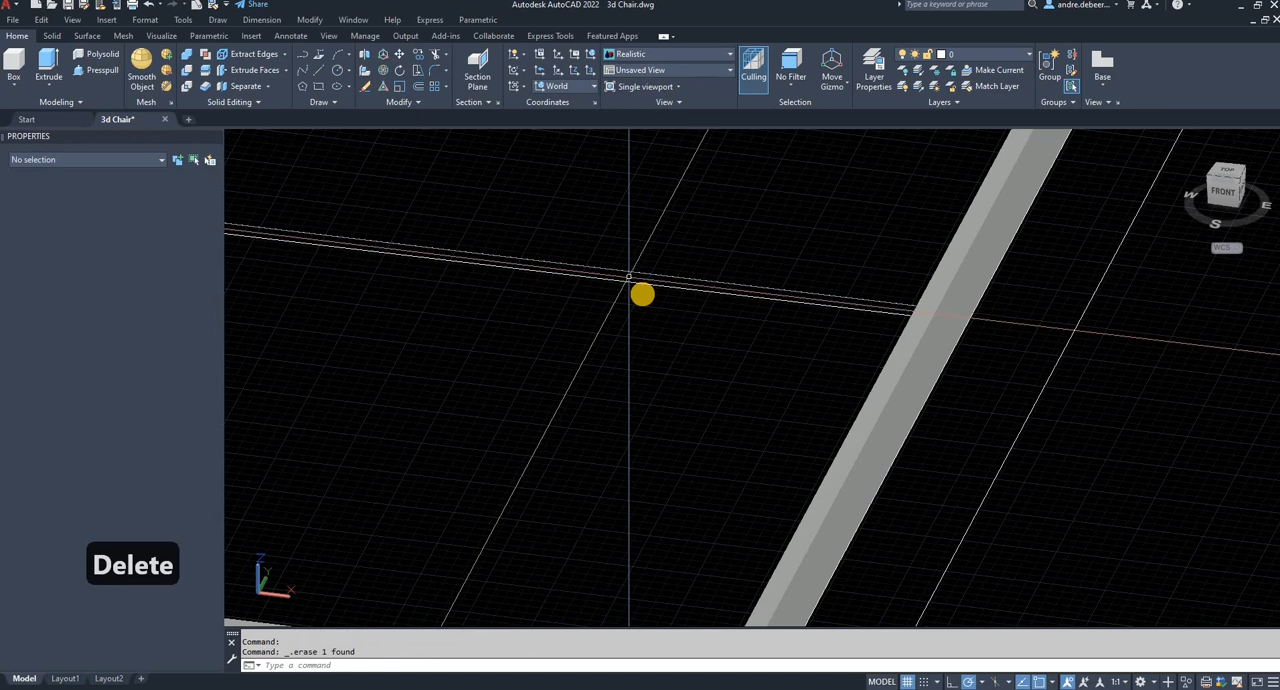 Share
Autodesk AutoCAD 2022 3d Chair.dwg
Type a keyword or phrase
andre.debeer...
File Edit View Insert Format Tools Draw Dimension Modify Window Help Express Parametric
Home Solid Surface Mesh Visualize Parametric Insert Annotate View Manage Output Add-ins Collaborate Express Tools Featured Apps
Polysolid
Extract Edges
Realistic
0
Presspull
Extrude Faces
Unsaved View
Make Current
Box
Extrude
Smooth
Object
Separate
Section
Plane
World
Single viewport
Culling
No Filter
Move
Gizmo
Layer
Properties
Match Layer
Group
Base
Modeling
Mesh
Solid Editing
Draw
Modify
Section
Coordinates
View
Selection
Layers
Groups
View
Start
3d Chair*
PROPERTIES
No selection
TOP
FRONT
W
E
S
WCS
Delete
Z
Y
X
Command:
Command: _.erase 1 found
Type a command
Model Layout1 Layout2
MODEL
1:1